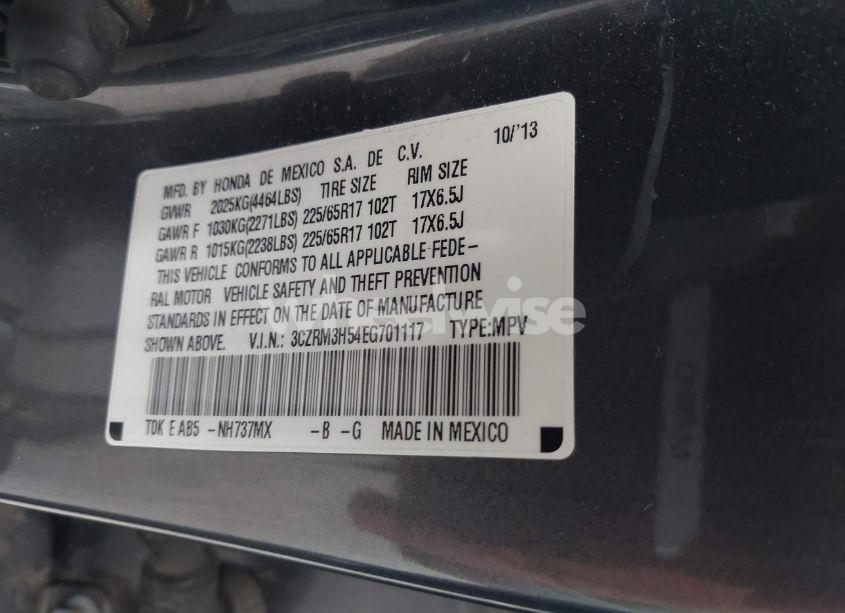 10/'13
MFD. BY HONDA DE MEXICO S.A. DE C.V.
GVWR 2025KG(4464LBS) TIRE SIZE RIM SIZE
GAWR F 1030KG(2271LBS) 225/65R17 102T 17X6.5J
GAWR R 1015KG(2238LBS) 225/65R17 102T 17X6.5J
THIS VEHICLE CONFORMS TO ALL APPLICABLE FEDE-
RAL MOTOR VEHICLE SAFETY AND THEFT PREVENTION
STANDARDS IN EFFECT ON THE DATE OF MANUFACTURE
SHOWN ABOVE. V.I.N.: 3CZRM3H54EG701117 TYPE:MPV
TDK E AB5 -NH737MX -B -G MADE IN MEXICO